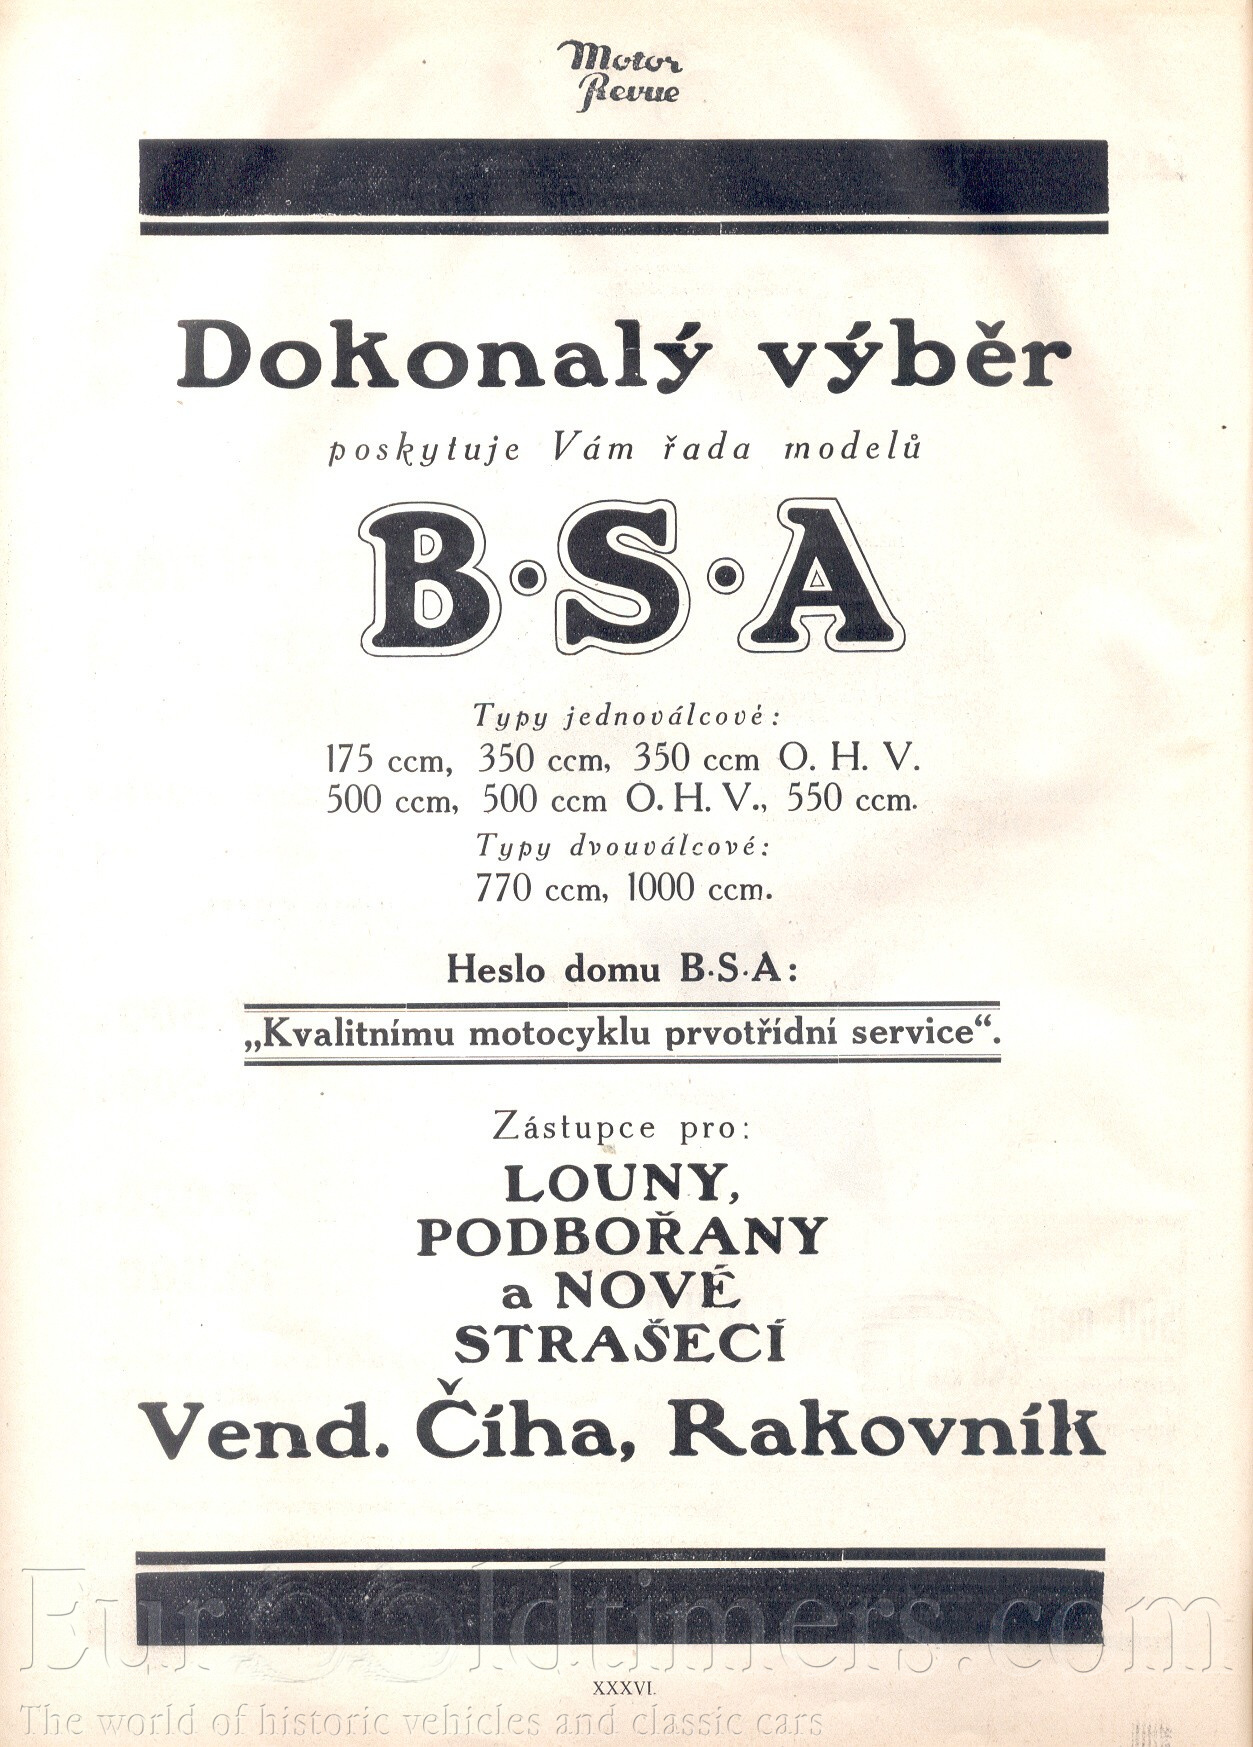 Motor
Revue
Dokonalý výběr
poskytuje Vám řada modelů
B·S·A
Typy jednoválcové:
175 ccm, 350 ccm, 350 ccm O. H. V.
500 ccm, 500 ccm O. H. V., 550 ccm.
Typy dvouválcové:
770 ccm, 1000 ccm.
Heslo domu B·S·A:
„Kvalitnímu motocyklu prvotřídní service“.
Zástupce pro:
LOUNY,
PODBOŘANY
a NOVÉ
STRAŠECÍ
Vend. Číha, Rakovník
EurOOldtimers.com
XXXVI.
The world of historic vehicles and classic cars